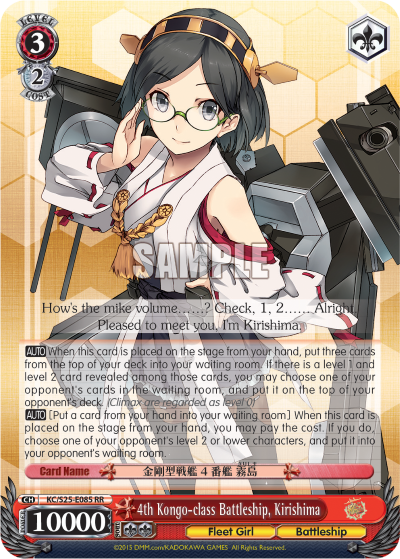 LEVEL
3
2
COST
SAMPLE
How's the mike volume……? Check, 1, 2…… Alright.
Pleased to meet you, I'm Kirishima.
AUTO When this card is placed on the stage from your hand, put three cards
from the top of your deck into your waiting room. If there is a level 1 and
level 2 card revealed among those cards, you may choose one of your
opponent's cards in the waiting room, and put it on the top of your
opponent's deck. (Climax are regarded as level 0)
AUTO [Put a card from your hand into your waiting room] When this card is
placed on the stage from your hand, you may pay the cost. If you do,
choose one of your opponent's level 2 or lower characters, and put it into
your opponent's waiting room.
Card Name
金剛型戦艦 4 番艦 霧島
CH
KC/S25-E085 RR
4th Kongo-class Battleship, Kirishima
POWER
10000
SOUL
Fleet Girl
Battleship
©2015 DMM.com/KADOKAWA GAMES All Rights Reserved.